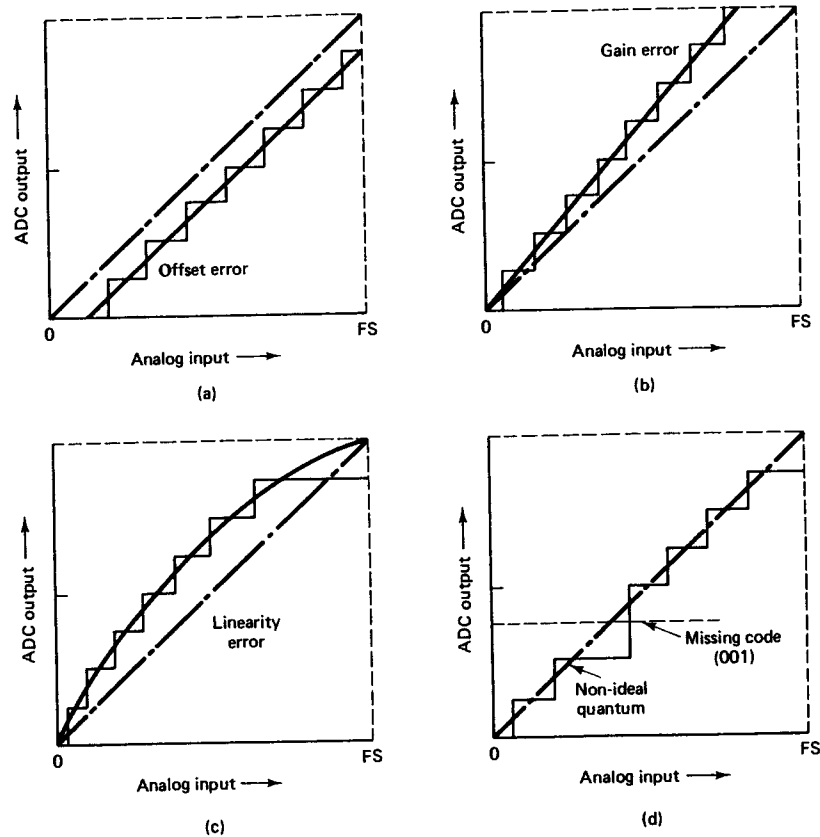 ADC output
Offset error
0
FS
Analog input
(a)
ADC output
Gain error
0
FS
Analog input
(b)
ADC output
Linearity
error
0
FS
Analog input
(c)
ADC output
Missing code
(001)
Non-ideal
quantum
0
FS
Analog input
(d)